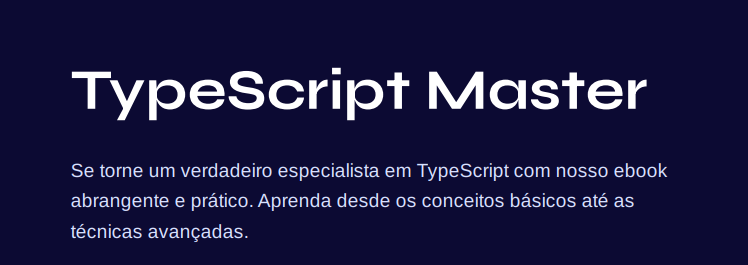 TypeScript Master
Se torne um verdadeiro especialista em TypeScript com nosso ebook
abrangente e prático. Aprenda desde os conceitos básicos até as
técnicas avançadas.